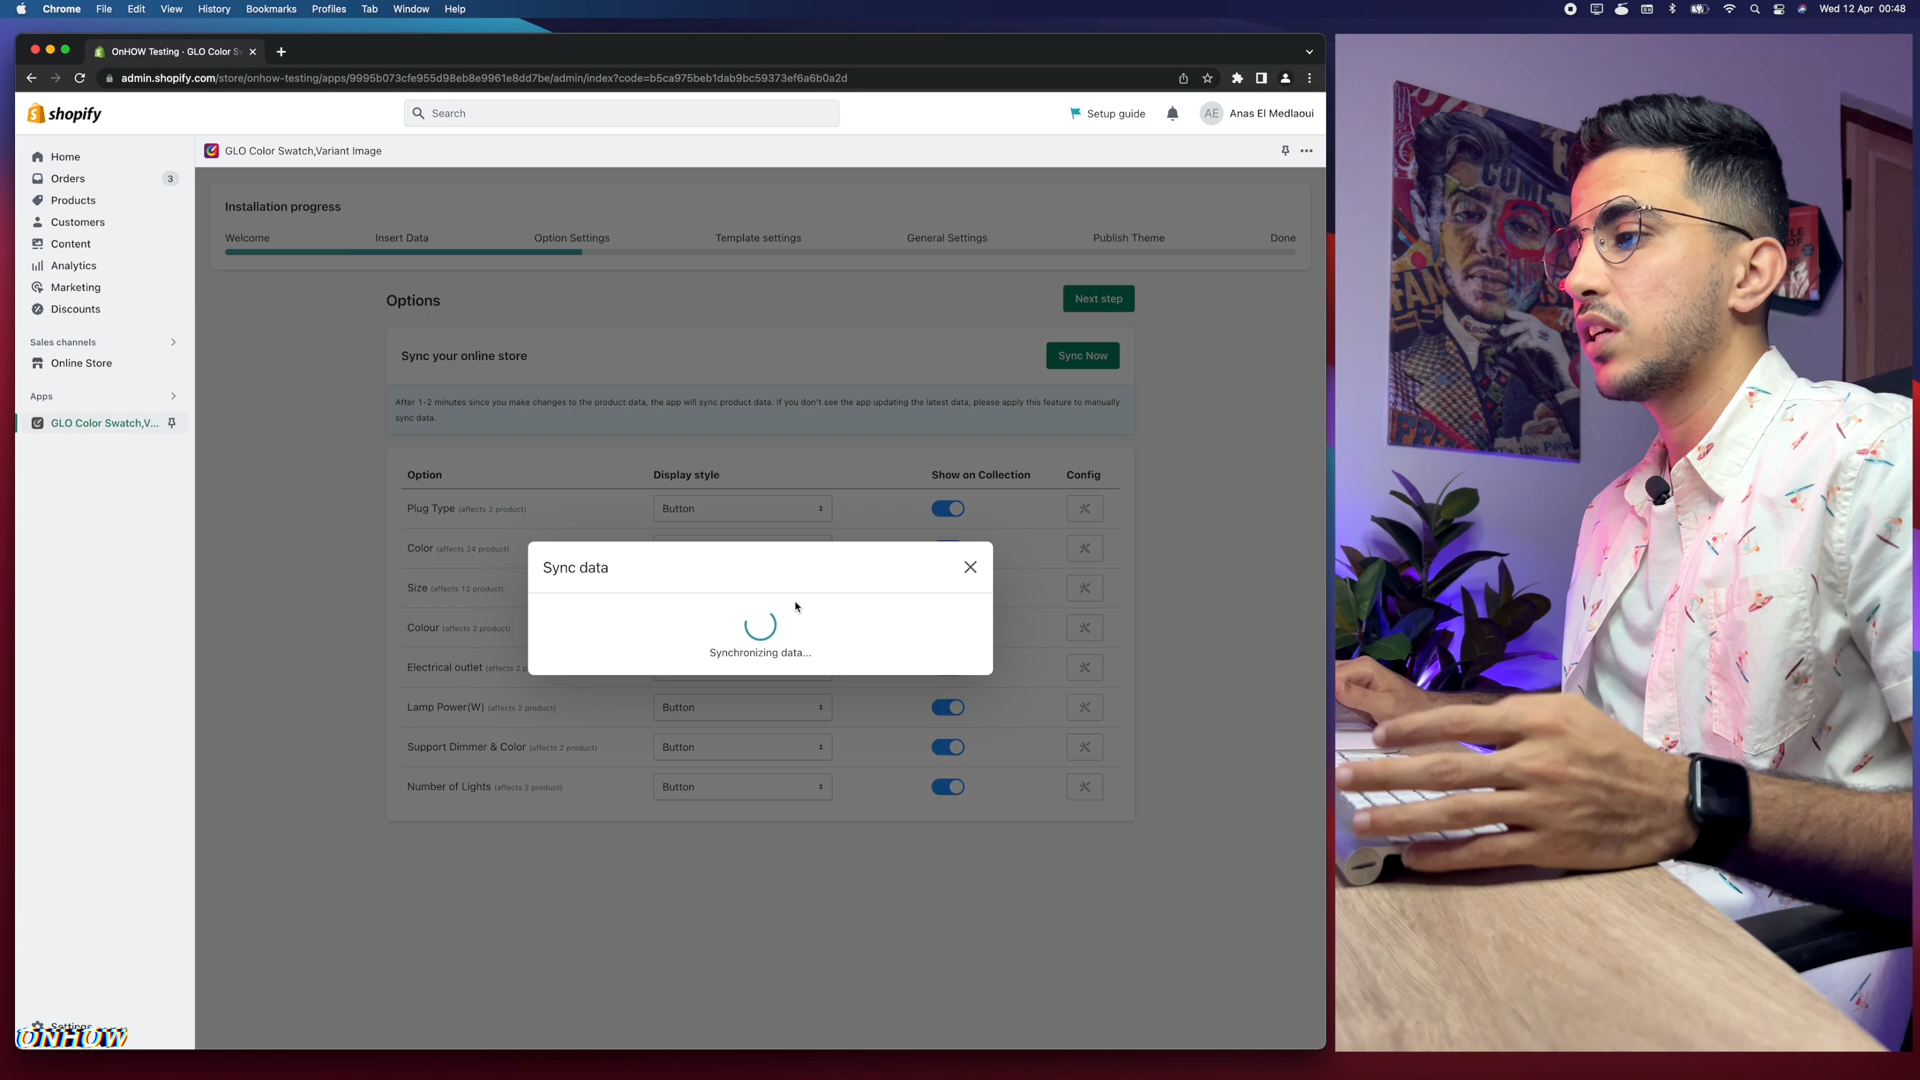 Chrome File Edit View History Bookmarks Profiles Tab Window Help
Wed 12 Apr 00:48
OnHOW Testing · GLO Color S
admin.shopify.com/store/onhow-testing/apps/9995b073cfe955d98eb8e9961e8dd7be/admin/index?code=b5ca975beb1dab9bc59373ef6a6b0a2d
shopify
Search
Setup guide
AE Anas El Medlaoui
Home
Orders 3
Products
Customers
Content
Analytics
Marketing
Discounts
Sales channels
Online Store
Apps
GLO Color Swatch,V...
Settings
ONHOW
GLO Color Swatch,Variant Image
Installation progress
Welcome Insert Data Option Settings Template settings General Settings Publish Theme Done
Options
Next step
Sync your online store
Sync Now
After 1-2 minutes since you make changes to the product data, the app will sync product data. If you don't see the app updating the latest data, please apply this feature to manually
sync data.
Option Display style Show on Collection Config
Plug Type (affects 2 product) Button
Color (affects 24 product)
Size (affects 12 product)
Colour (affects 2 product)
Electrical outlet (affects 2 p
Lamp Power(W) (affects 2 product) Button
Support Dimmer & Color (affects 2 product) Button
Number of Lights (affects 2 product) Button
Sync data
Synchronizing data...
COME
FAN
to the People